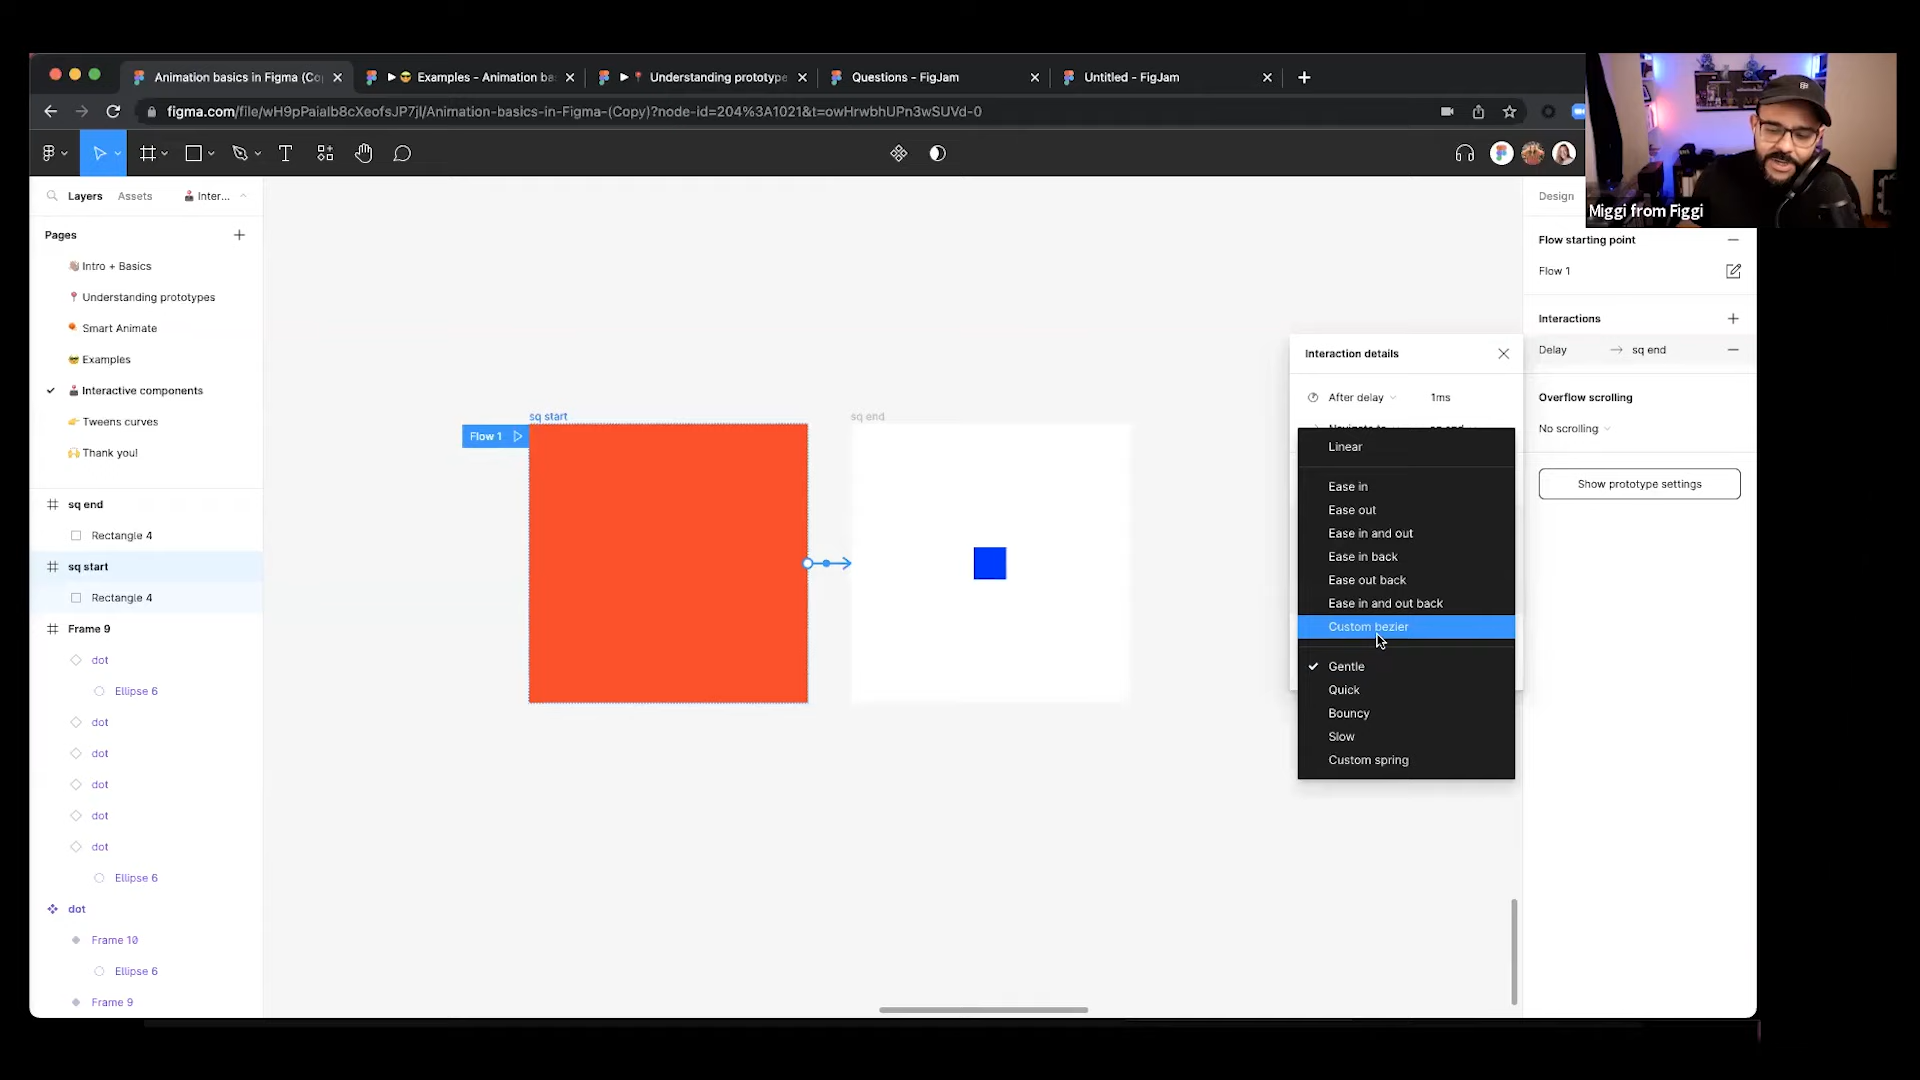 Animation basics in Figma (Co
Examples - Animation ba
Understanding prototype
Questions - FigJam
Untitled - FigJam
figma.com/file/wH9pPaiaIb8cXeofsJP7jl/Animation-basics-in-Figma-(Copy)?node-id=204%3A1021&t=owHrwbhUPn3wSUVd-0
Miggi from Figgi
Layers
Assets
Inter...
Pages
Intro + Basics
Understanding prototypes
Smart Animate
Examples
Interactive components
Tweens curves
Thank you!
sq end
Rectangle 4
sq start
Rectangle 4
Frame 9
dot
Ellipse 6
dot
dot
dot
dot
dot
Ellipse 6
dot
Frame 10
Ellipse 6
Frame 9
sq start
Flow 1
sq end
Interaction details
After delay
1ms
Linear
Ease in
Ease out
Ease in and out
Ease in back
Ease out back
Ease in and out back
Custom bezier
Gentle
Quick
Bouncy
Slow
Custom spring
Design
Flow starting point
Flow 1
Interactions
Delay
sq end
Overflow scrolling
No scrolling
Show prototype settings